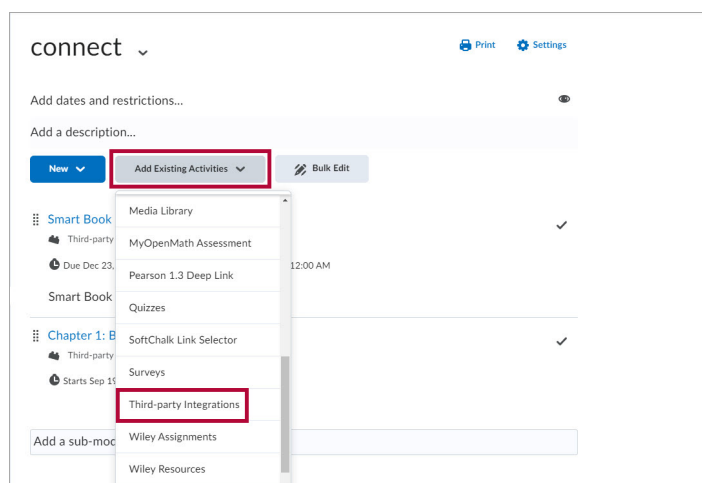 connect
Print Settings
Add dates and restrictions...
Add a description...
New Add Existing Activities Bulk Edit
Media Library
Smart Book
Third-party
MyOpenMath Assessment
Due Dec 23, 12:00 AM
Pearson 1.3 Deep Link
Smart Book
Quizzes
Chapter 1: B
SoftChalk Link Selector
Third-party
Surveys
Starts Sep 19
Third-party Integrations
Add a sub-mod
Wiley Assignments
Wiley Resources